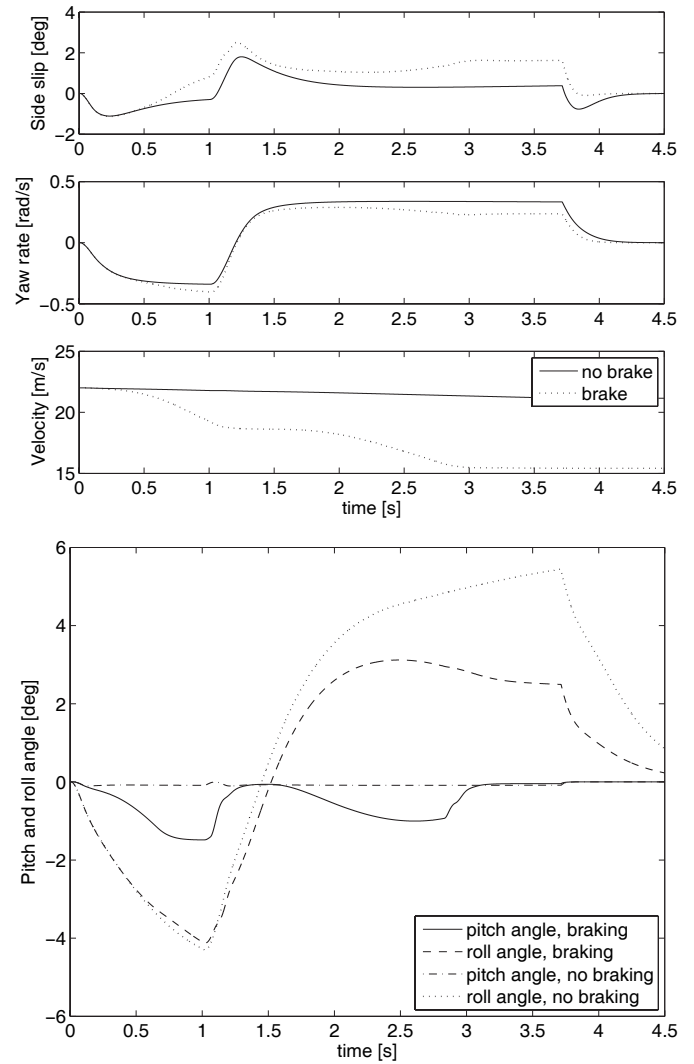 4
2
0
−2
Side slip [deg]
0 0.5 1 1.5 2 2.5 3 3.5 4 4.5
0.5
0
−0.5
Yaw rate [rad/s]
0 0.5 1 1.5 2 2.5 3 3.5 4 4.5
25
20
15
Velocity [m/s]
no brake
brake
0 0.5 1 1.5 2 2.5 3 3.5 4 4.5
time [s]
6
4
2
0
−2
−4
−6
Pitch and roll angle [deg]
pitch angle, braking
roll angle, braking
pitch angle, no braking
roll angle, no braking
0 0.5 1 1.5 2 2.5 3 3.5 4 4.5
time [s]